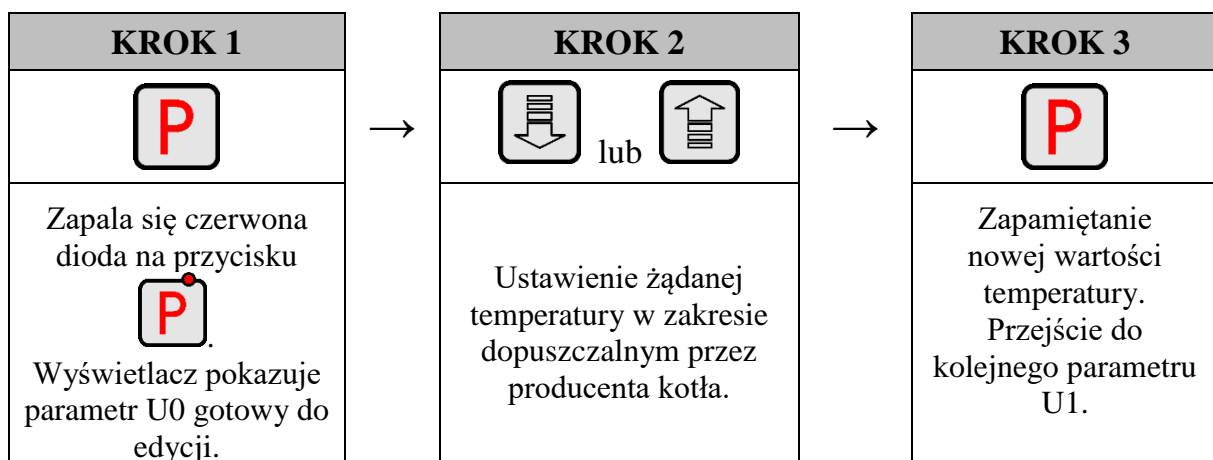 KROK 1
P
Zapala się czerwona
dioda na przycisku
P.
Wyświetlacz pokazuje
parametr U0 gotowy do
edycji.
→
KROK 2
lub
Ustawienie żądanej
temperatury w zakresie
dopuszczalnym przez
producenta kotła.
→
KROK 3
P
Zapamiętanie
nowej wartości
temperatury.
Przejście do
kolejnego parametru
U1.